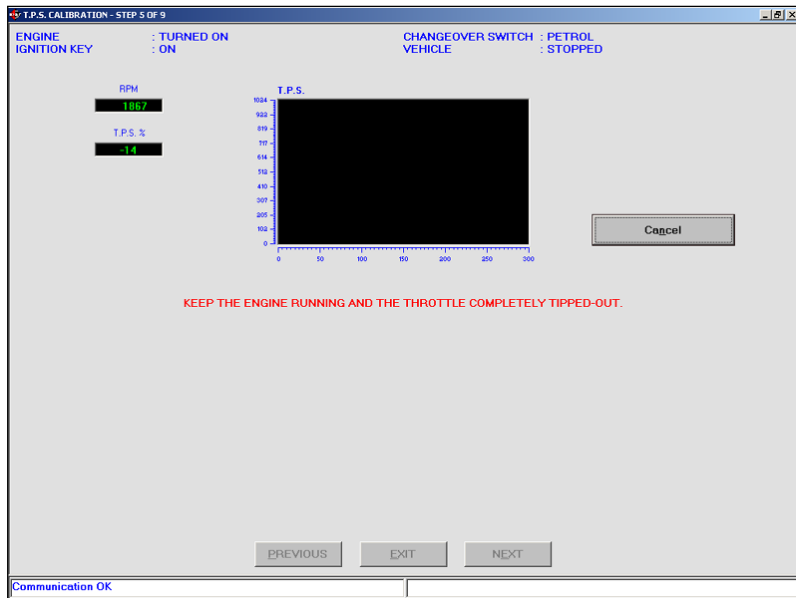 T.P.S. CALIBRATION - STEP 5 OF 9
ENGINE : TURNED ON CHANGEOVER SWITCH : PETROL
IGNITION KEY : ON VEHICLE : STOPPED
RPM
1867
T.P.S. %
-14
T.P.S.
1024
922
819
717
614
512
410
307
205
102
0
0 50 100 150 200 250 300
Cancel
KEEP THE ENGINE RUNNING AND THE THROTTLE COMPLETELY TIPPED-OUT.
PREVIOUS EXIT NEXT
Communication OK